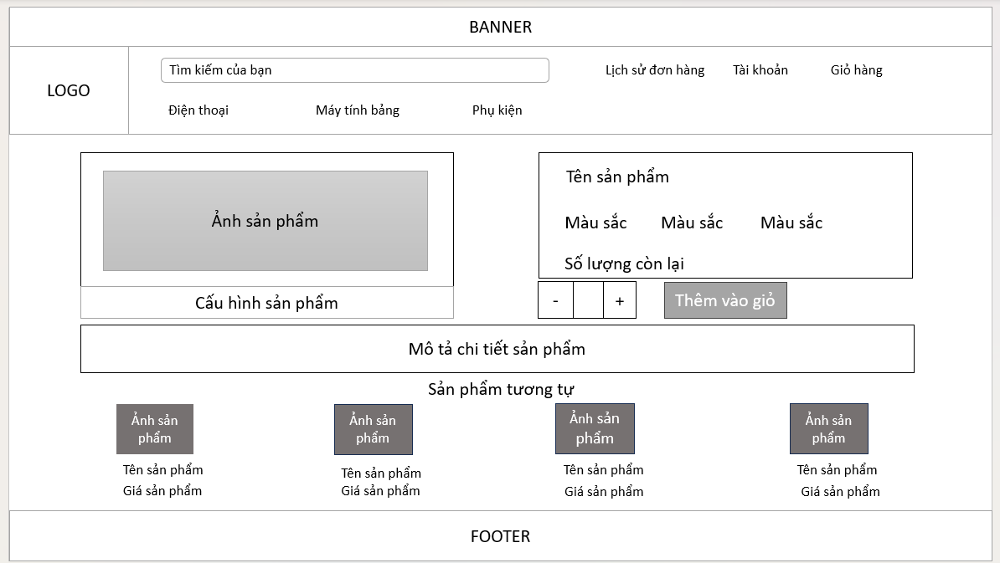 BANNER
LOGO
Tìm kiếm của bạn
Lịch sử đơn hàng
Tài khoản
Giỏ hàng
Điện thoại
Máy tính bảng
Phụ kiện
Ảnh sản phẩm
Cấu hình sản phẩm
Tên sản phẩm
Màu sắc
Màu sắc
Màu sắc
Số lượng còn lại
-
+
Thêm vào giỏ
Mô tả chi tiết sản phẩm
Sản phẩm tương tự
Ảnh sản
phẩm
Tên sản phẩm
Giá sản phẩm
Ảnh sản
phẩm
Tên sản phẩm
Giá sản phẩm
Ảnh sản
phẩm
Tên sản phẩm
Giá sản phẩm
Ảnh sản
phẩm
Tên sản phẩm
Giá sản phẩm
FOOTER